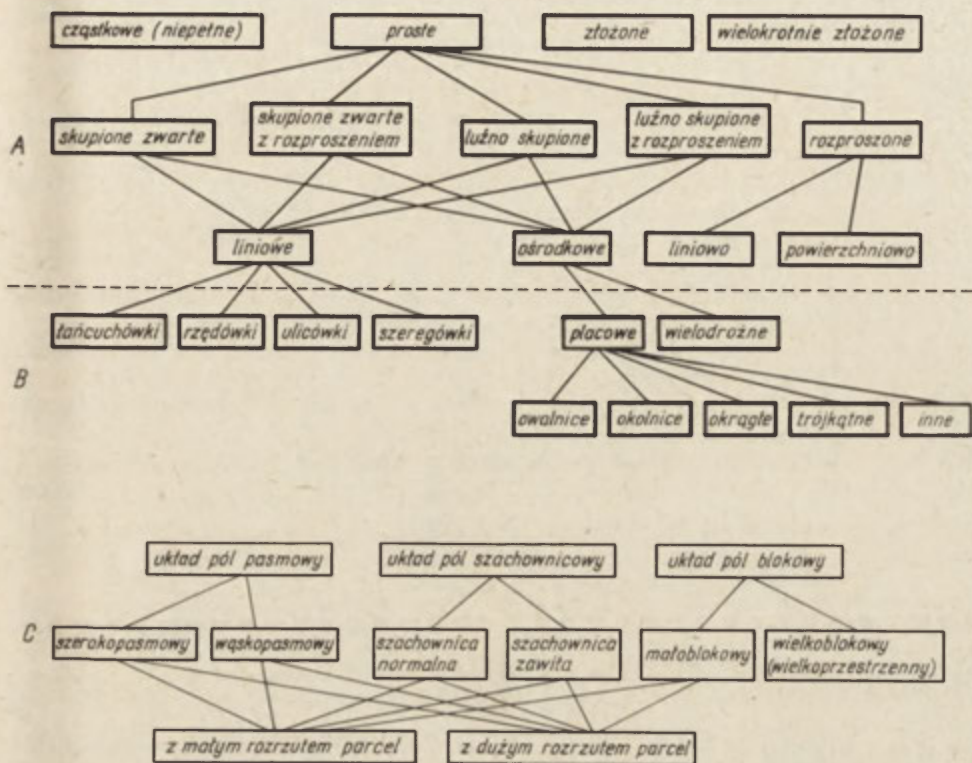 cząstkowe (niepełne)
proste
złożone
wielokrotnie złożone
A
skupione zwarte
skupione zwarte
z rozproszeniem
luźno skupione
luźno skupione
z rozproszeniem
rozproszone
liniowe
ośrodkowe
liniowo
powierzchniowo
B
łańcuchówki
rzędówki
ulicówki
szeregówki
placowe
wielodrożne
owalnice
okolnice
okrągłe
trójkątne
inne
C
układ pól pasmowy
układ pól szachownicowy
układ pól blokowy
szerokopasmowy
wąskopasmowy
szachownica
normalna
szachownica
zawiła
małoblokowy
wielkoblokowy
(wielkoprzestrzenny)
z małym rozrzutem parcel
z dużym rozrzutem parcel